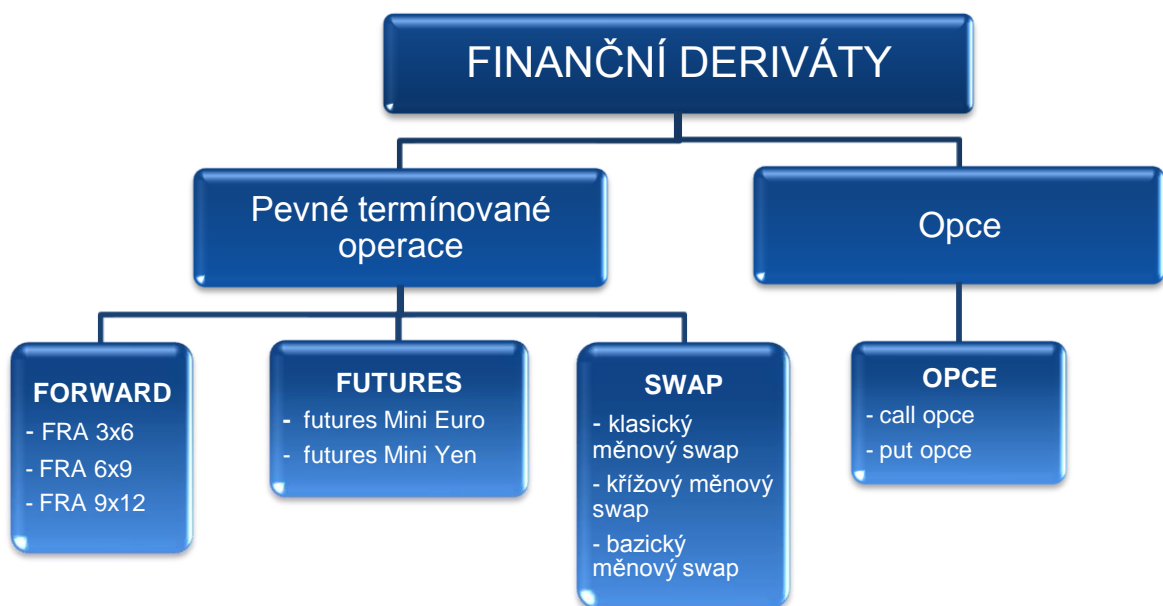 FINANČNÍ DERIVÁTY
Pevné termínované
operace
Opce
FORWARD
- FRA 3x6
- FRA 6x9
- FRA 9x12
FUTURES
- futures Mini Euro
- futures Mini Yen
SWAP
- klasický
měnový swap
- křížový měnový
swap
- bazický
měnový swap
OPCE
- call opce
- put opce